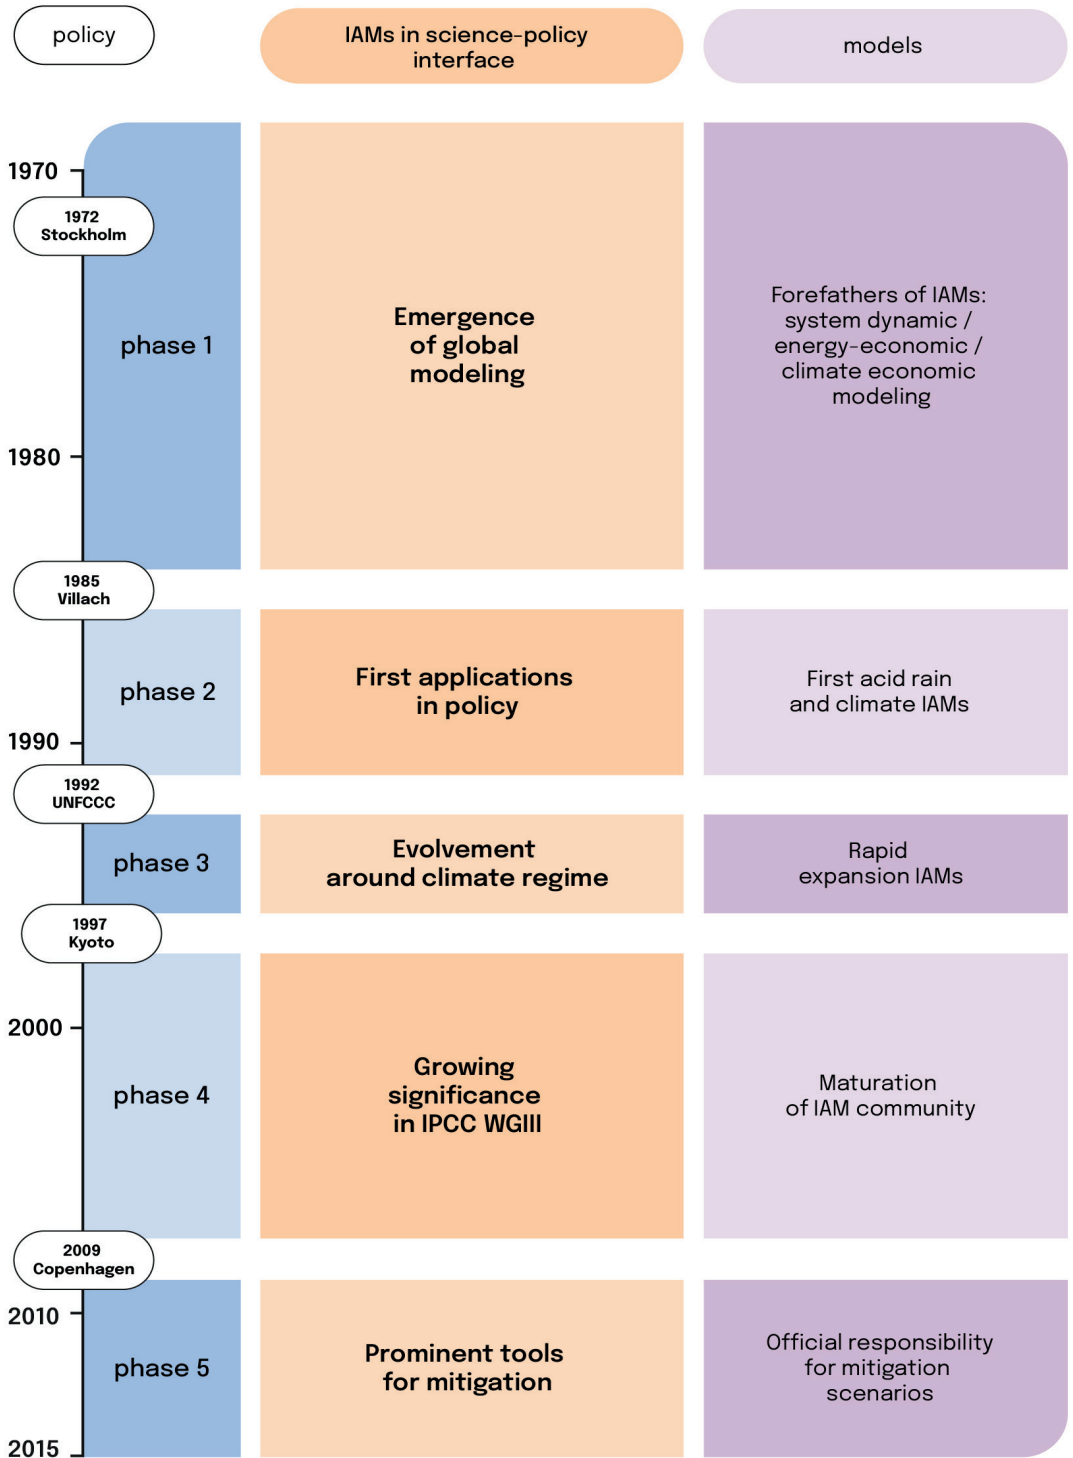 policy
IAMs in science-policy
interface
models
1970
1972
Stockholm
phase 1
Emergence
of global
modeling
Forefathers of IAMs:
system dynamic /
energy-economic /
climate economic
modeling
1980
1985
Villach
phase 2
First applications
in policy
First acid rain
and climate IAMs
1990
1992
UNFCCC
phase 3
Evolvement
around climate regime
Rapid
expansion IAMs
1997
Kyoto
2000
phase 4
Growing
significance
in IPCC WGIII
Maturation
of IAM community
2009
Copenhagen
2010
phase 5
Prominent tools
for mitigation
Official responsibility
for mitigation
scenarios
2015